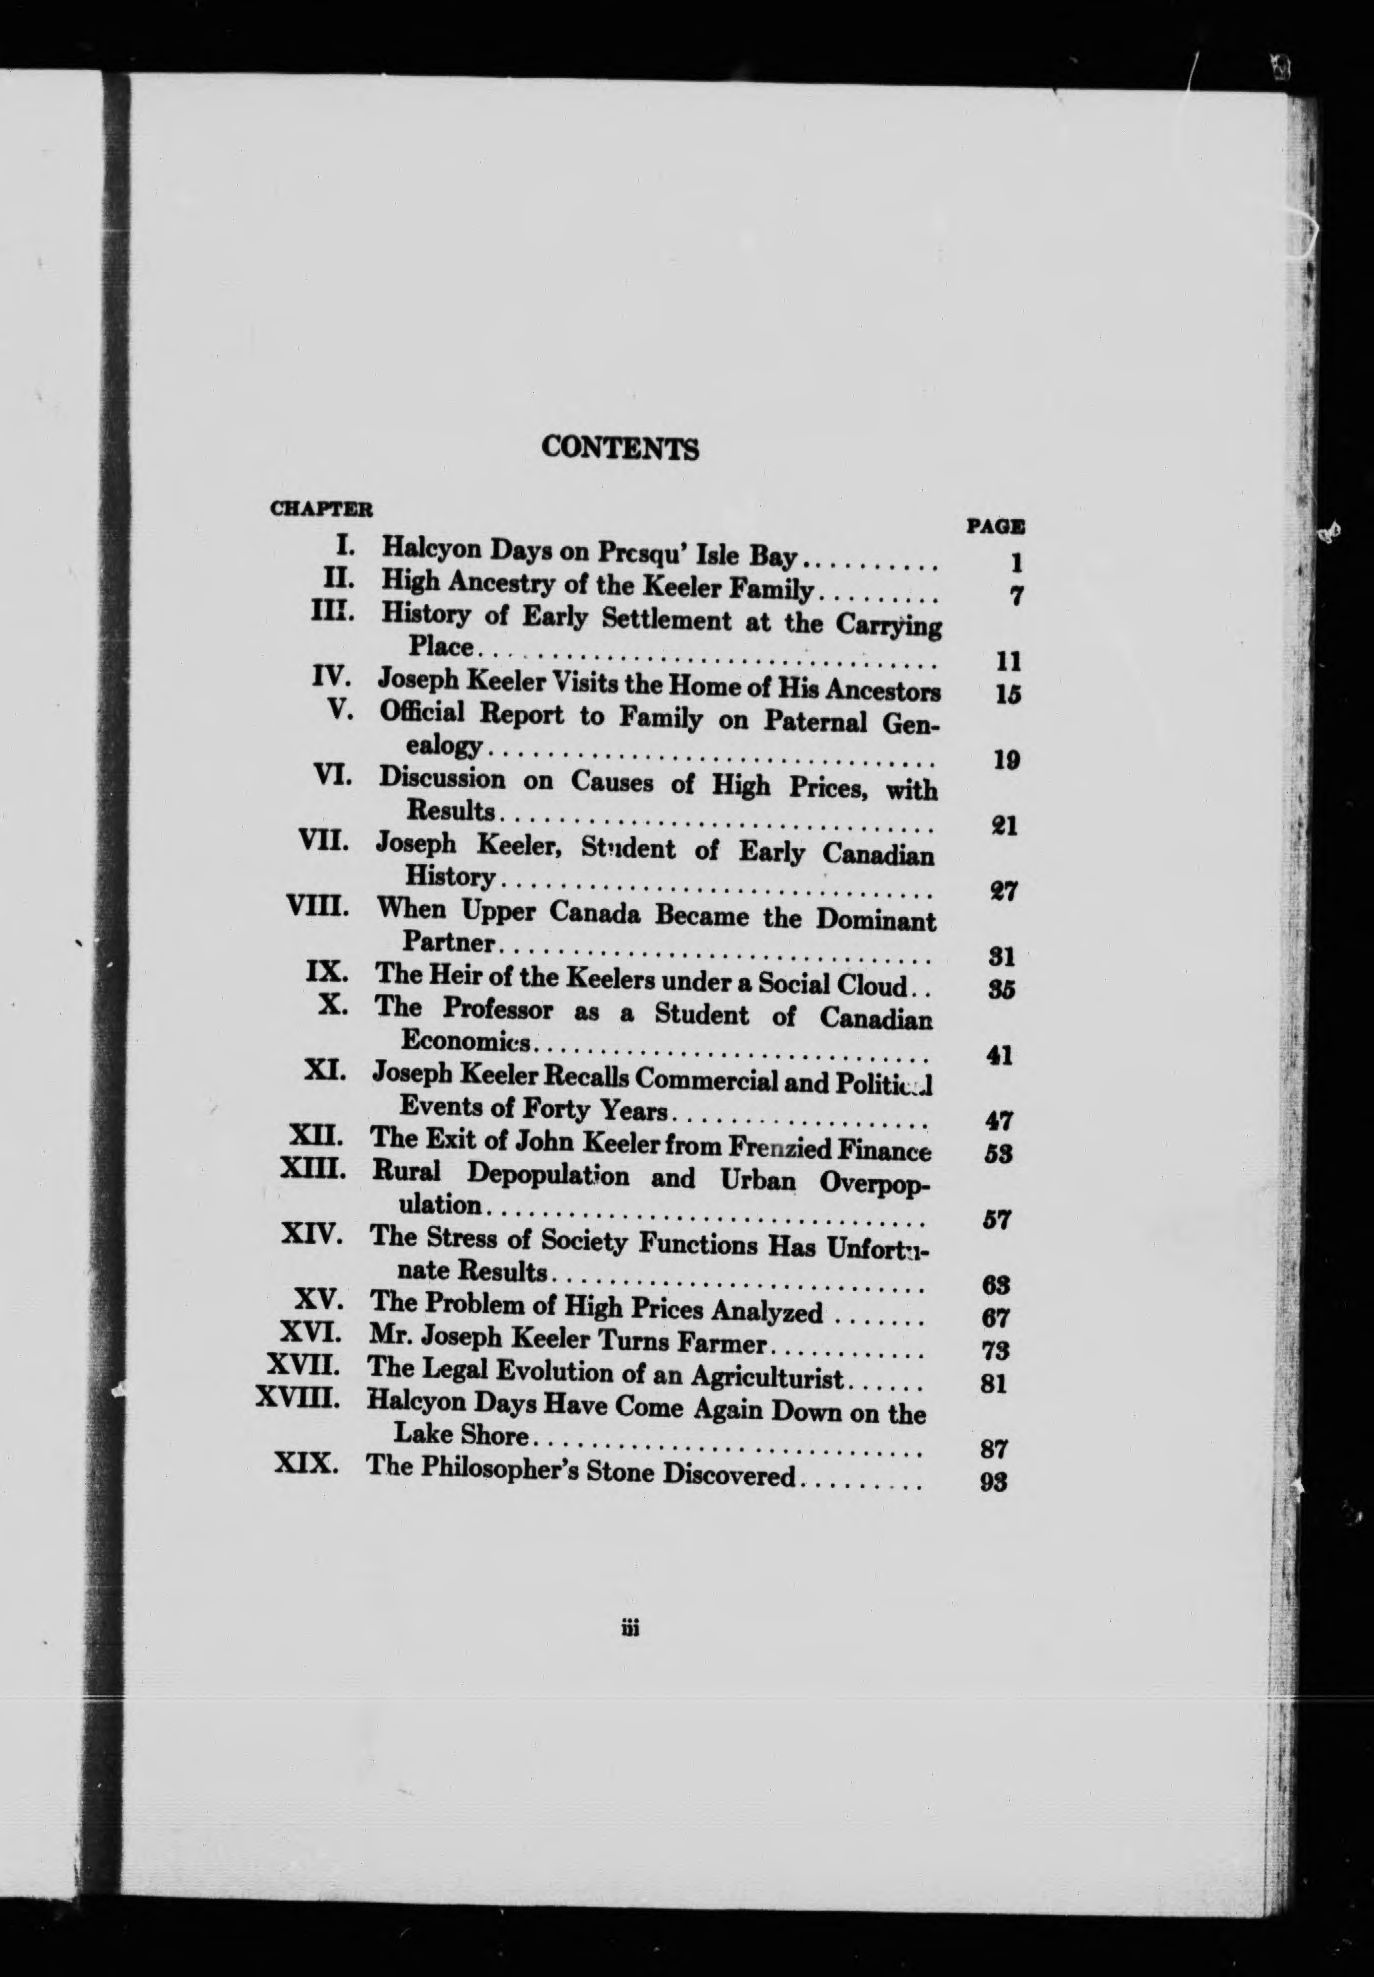 CONTENTS
CHAPTER PAGE
I. Halcyon Days on Presqu' Isle Bay.......... 1
II. High Ancestry of the Keeler Family......... 7
III. History of Early Settlement at the Carrying
Place............................... 11
IV. Joseph Keeler Visits the Home of His Ancestors 15
V. Official Report to Family on Paternal Gen-
ealogy.............................. 19
VI. Discussion on Causes of High Prices, with
Results............................. 21
VII. Joseph Keeler, Student of Early Canadian
History............................. 27
VIII. When Upper Canada Became the Dominant
Partner............................. 31
IX. The Heir of the Keelers under a Social Cloud.. 35
X. The Professor as a Student of Canadian
Economics........................... 41
XI. Joseph Keeler Recalls Commercial and Political
Events of Forty Years.................. 47
XII. The Exit of John Keeler from Frenzied Finance 53
XIII. Rural Depopulation and Urban Overpop-
ulation.............................. 57
XIV. The Stress of Society Functions Has Unfortu-
nate Results......................... 63
XV. The Problem of High Prices Analyzed ....... 67
XVI. Mr. Joseph Keeler Turns Farmer............ 73
XVII. The Legal Evolution of an Agriculturist...... 81
XVIII. Halcyon Days Have Come Again Down on the
Lake Shore........................... 87
XIX. The Philosopher's Stone Discovered......... 93
iii